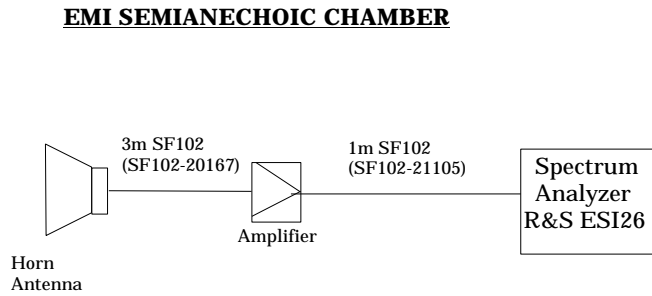 EMI SEMIANECHOIC CHAMBER
3m SF102
(SF102-20167)
1m SF102
(SF102-21105)
Spectrum
Analyzer
R&S ESI26
Amplifier
Horn
Antenna